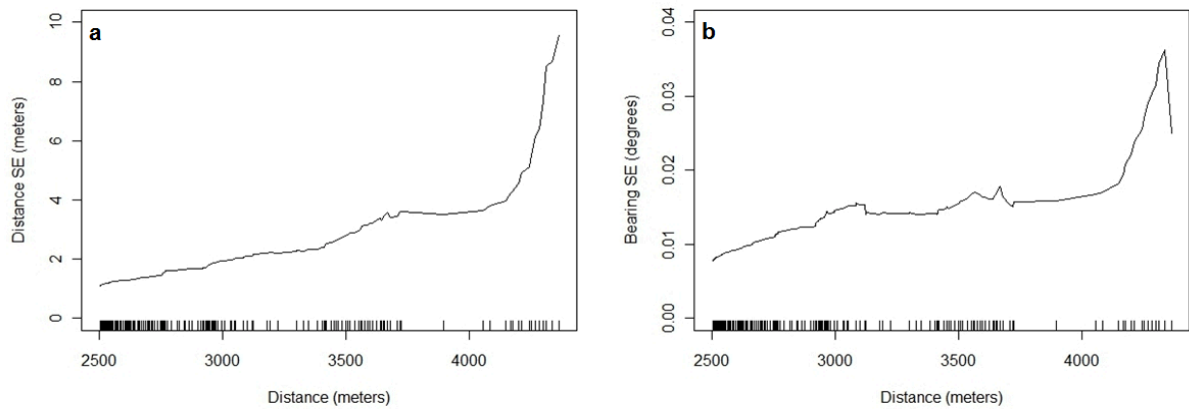 a
Distance SE (meters)
10
8
6
4
2
0
2500 3000 3500 4000
Distance (meters)
b
Bearing SE (degrees)
0.04
0.03
0.02
0.01
0.00
2500 3000 3500 4000
Distance (meters)